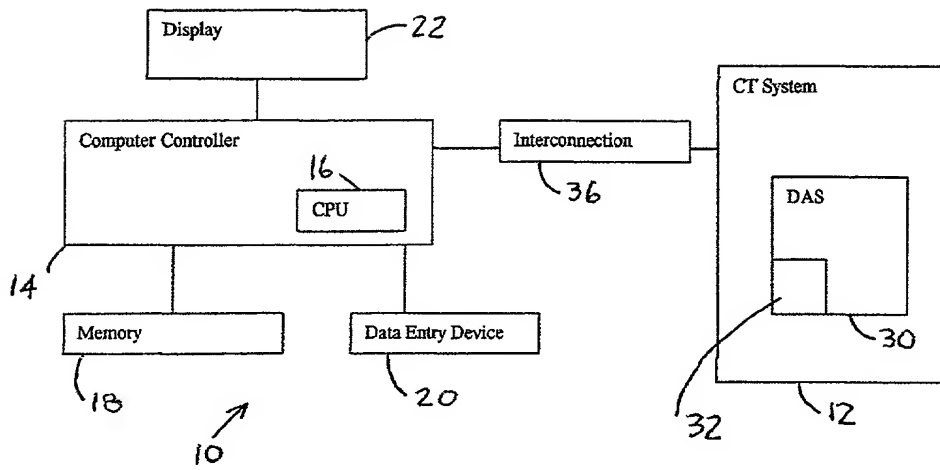 Display
22
CT System
Computer Controller
Interconnection
16
CPU
36
DAS
14
Memory
Data Entry Device
18
20
32
30
12
10